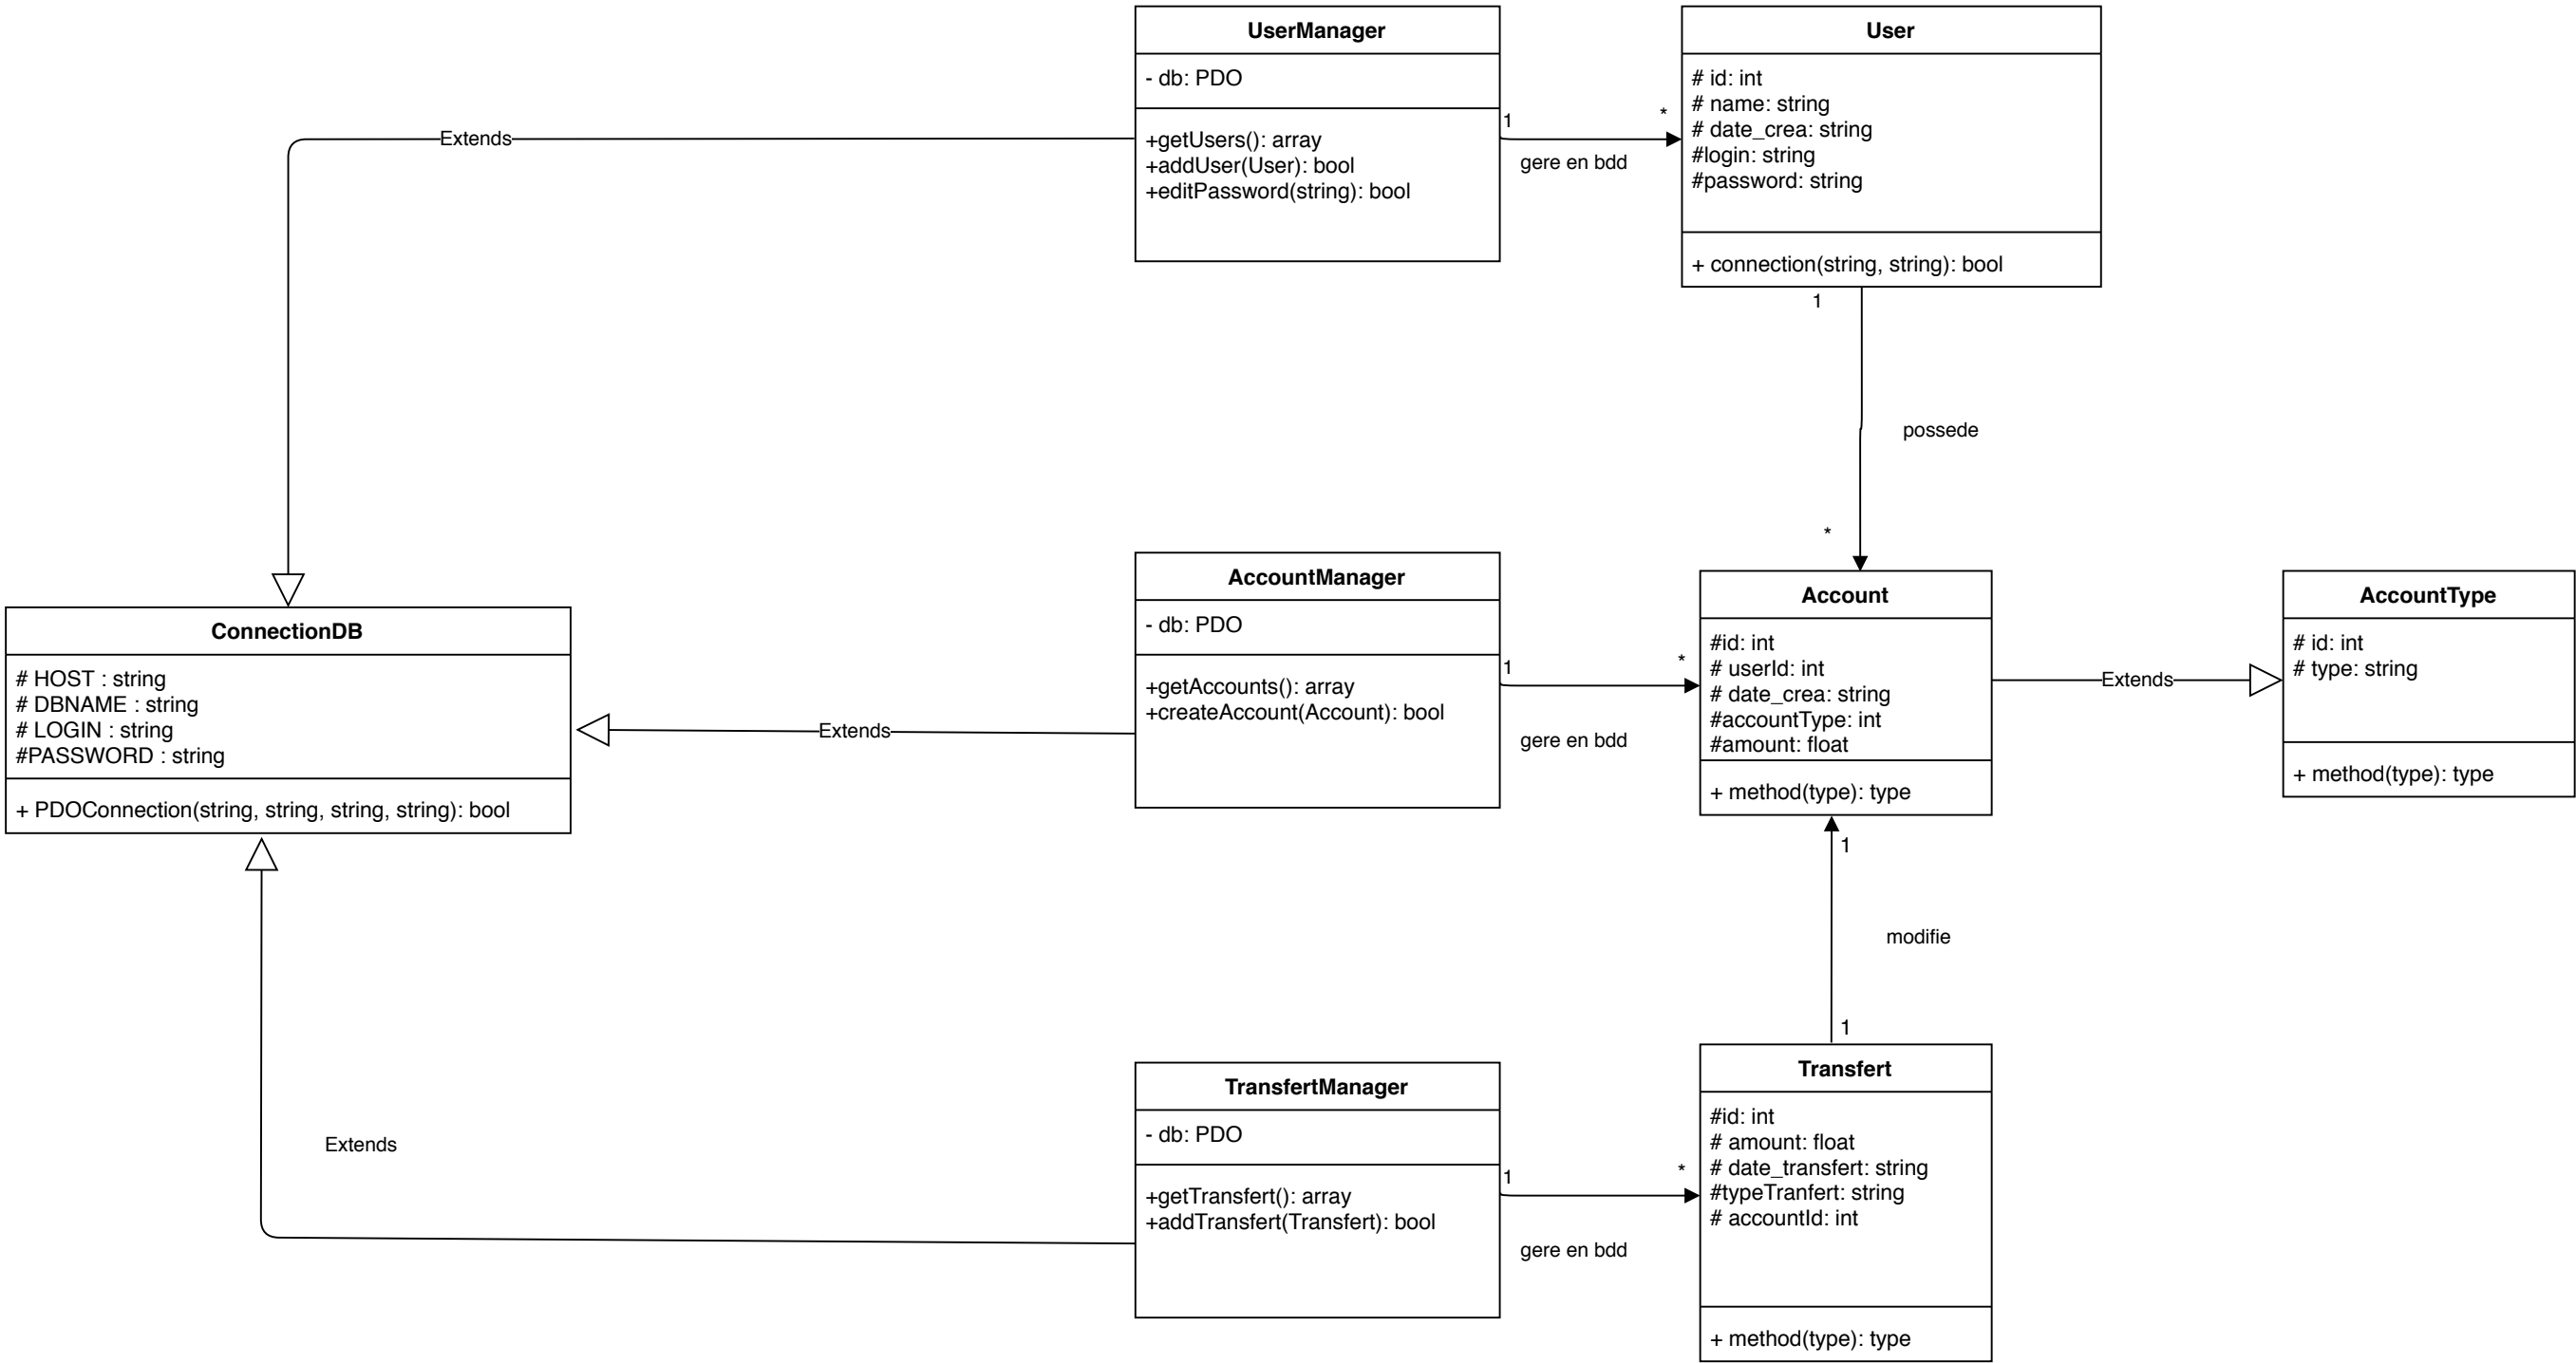 UserManager
- db: PDO
+getUsers(): array
+addUser(User): bool
+editPassword(string): bool
1
*
gere en bdd
User
# id: int
# name: string
# date_crea: string
#login: string
#password: string
+ connection(string, string): bool
Extends
1
possede
*
ConnectionDB
# HOST : string
# DBNAME : string
# LOGIN : string
#PASSWORD : string
+ PDOConnection(string, string, string, string): bool
Extends
AccountManager
- db: PDO
+getAccounts(): array
+createAccount(Account): bool
1
*
gere en bdd
Account
#id: int
# userId: int
# date_crea: string
#accountType: int
#amount: float
+ method(type): type
Extends
AccountType
# id: int
# type: string
+ method(type): type
1
modifie
1
Extends
TransfertManager
- db: PDO
+getTransfert(): array
+addTransfert(Transfert): bool
1
*
gere en bdd
Transfert
#id: int
# amount: float
# date_transfert: string
#typeTranfert: string
# accountId: int
+ method(type): type